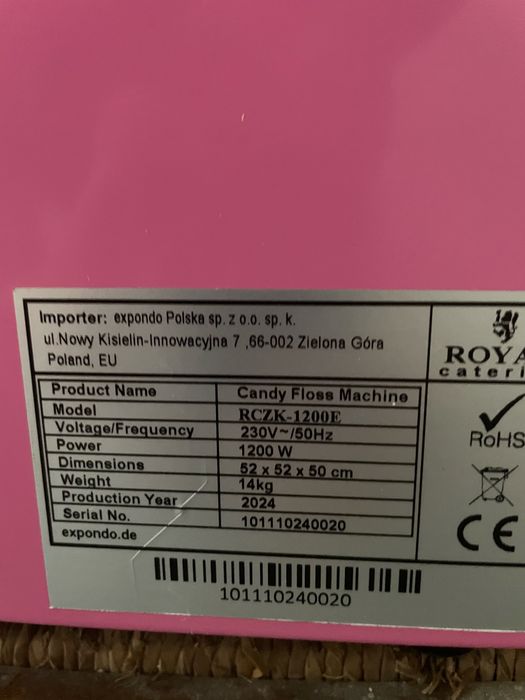 Importer: expondo Polska sp. z o.o. sp. k.
ul.Nowy Kisielin-Innowacyjna 7 ,66-002 Zielona Góra
Poland, EU
ROYA
cateri
Product Name Candy Floss Machine
Model RCZK-1200E
Voltage/Frequency 230V~/50Hz
Power 1200 W
Dimensions 52 x 52 x 50 cm
Weight 14kg
Production Year 2024
Serial No. 101110240020
expondo.de
RoHS
CE
101110240020